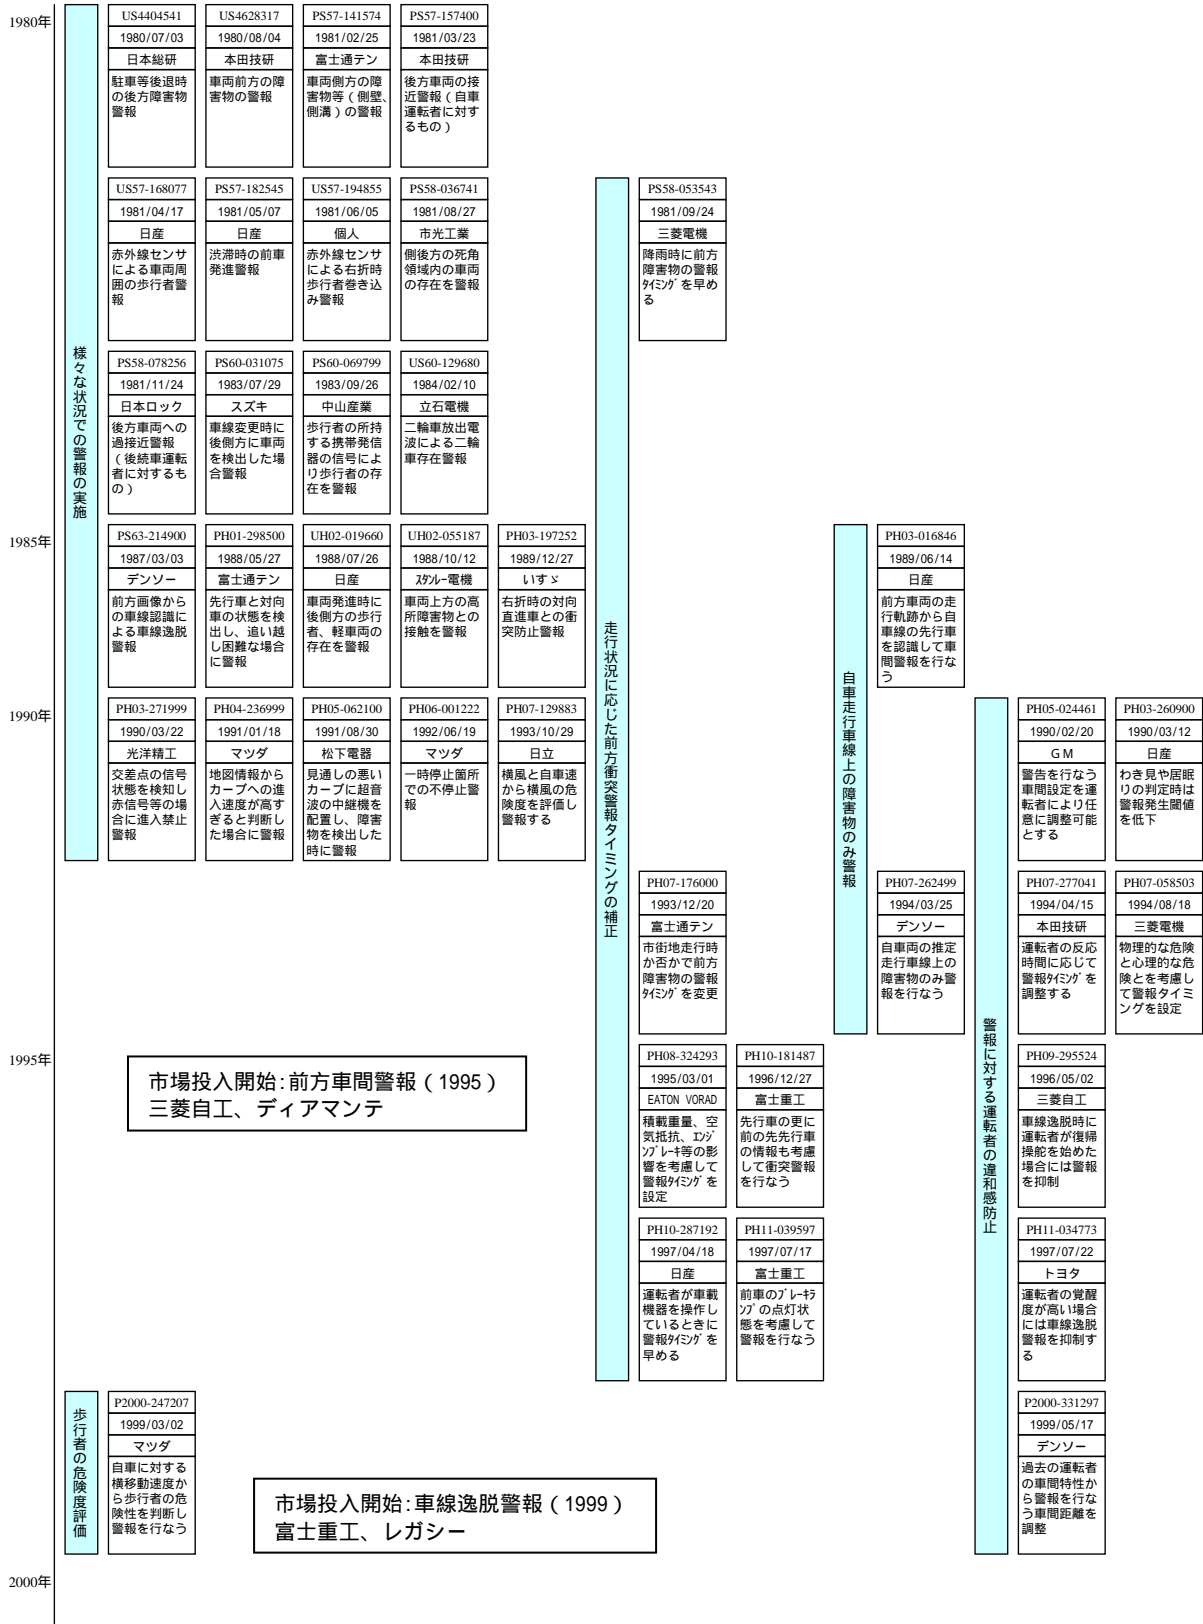 1980年
US4404541
1980/07/03
日本総研
駐車等後退時
の後方障害物
警報
US4628317
1980/08/04
本田技研
車両前方の障
害物の警報
PS57-141574
1981/02/25
富士通テン
車両側方の障
害物等（側壁、
側溝）の警報
PS57-157400
1981/03/23
本田技研
後方車両の接
近警報（自車
運転者に対す
るもの）
様々な状況での警報の実施
US57-168077
1981/04/17
日産
赤外線センサ
による車両周
囲の歩行者警
報
PS57-182545
1981/05/07
日産
渋滞時の前車
発進警報
US57-194855
1981/06/05
個人
赤外線センサ
による右折時
歩行者巻き込
み警報
PS58-036741
1981/08/27
市光工業
側後方の死角
領域内の車両
の存在を警報
走行状況に応じた前方衝突警報タイミングの補正
PS58-053543
1981/09/24
三菱電機
降雨時に前方
障害物の警報
ﾀｲﾐﾝｸﾞを早め
る
PS58-078256
1981/11/24
日本ロック
後方車両への
過接近警報
（後続車運転
者に対するも
の）
PS60-031075
1983/07/29
スズキ
車線変更時に
後側方に車両
を検出した場
合警報
PS60-069799
1983/09/26
中山産業
歩行者の所持
する携帯発信
器の信号によ
り歩行者の存
在を警報
US60-129680
1984/02/10
立石電機
二輪車放出電
波による二輪
車存在警報
1985年
PS63-214900
1987/03/03
デンソー
前方画像から
の車線認識に
よる車線逸脱
警報
PH01-298500
1988/05/27
富士通テン
先行車と対向
車の状態を検
出し、追い越
し困難な場合
に警報
UH02-019660
1988/07/26
日産
車両発進時に
後側方の歩行
者、軽車両の
存在を警報
UH02-055187
1988/10/12
ｽﾀﾝﾚｰ電機
車両上方の高
所障害物との
接触を警報
PH03-197252
1989/12/27
いすゞ
右折時の対向
直進車との衝
突防止警報
自車走行車線上の障害物のみ警報
PH03-016846
1989/06/14
日産
前方車両の走
行軌跡から自
車線の先行車
を認識して車
間警報を行な
う
1990年
PH03-271999
1990/03/22
光洋精工
交差点の信号
状態を検知し
赤信号等の場
合に進入禁止
警報
PH04-236999
1991/01/18
マツダ
地図情報から
カーブへの進
入速度が高す
ぎると判断し
た場合に警報
PH05-062100
1991/08/30
松下電器
見通しの悪い
カーブに超音
波の中継機を
配置し、障害
物を検出した
時に警報
PH06-001222
1992/06/19
マツダ
一時停止箇所
での不停止警
報
PH07-129883
1993/10/29
日立
横風と自車速
から横風の危
険度を評価し
警報する
警報に対する運転者の違和感防止
PH05-024461
1990/02/20
ＧＭ
警告を行なう
車間設定を運
転者により任
意に調整可能
とする
PH03-260900
1990/03/12
日産
わき見や居眠
りの判定時は
警報発生閾値
を低下
PH07-176000
1993/12/20
富士通テン
市街地走行時
か否かで前方
障害物の警報
ﾀｲﾐﾝｸﾞを変更
PH07-262499
1994/03/25
デンソー
自車両の推定
走行車線上の
障害物のみ警
報を行なう
PH07-277041
1994/04/15
本田技研
運転者の反応
時間に応じて
警報ﾀｲﾐﾝｸﾞを
調整する
PH07-058503
1994/08/18
三菱電機
物理的な危険
と心理的な危
険とを考慮し
て警報タイミ
ングを設定
1995年
市場投入開始:前方車間警報（1995）
三菱自工、ディアマンテ
PH08-324293
1995/03/01
EATON VORAD
積載重量、空
気抵抗、ｴﾝｼﾞ
ﾝﾌﾞﾚｰｷ等の影
響を考慮して
警報ﾀｲﾐﾝｸﾞを
設定
PH10-181487
1996/12/27
富士重工
先行車の更に
前の先先行車
の情報も考慮
して衝突警報
を行なう
PH09-295524
1996/05/02
三菱自工
車線逸脱時に
運転者が復帰
操舵を始めた
場合には警報
を抑制
PH10-287192
1997/04/18
日産
運転者が車載
機器を操作し
ているときに
警報ﾀｲﾐﾝｸﾞを
早める
PH11-039597
1997/07/17
富士重工
前車のﾌﾞﾚｰｷﾗ
ﾝﾌﾟの点灯状
態を考慮して
警報を行なう
PH11-034773
1997/07/22
トヨタ
運転者の覚醒
度が高い場合
には車線逸脱
警報を抑制す
る
歩行者の危険度評価
P2000-247207
1999/03/02
マツダ
自車に対する
横移動速度か
ら歩行者の危
険性を判断し
警報を行なう
市場投入開始:車線逸脱警報（1999）
富士重工、レガシー
P2000-331297
1999/05/17
デンソー
過去の運転者
の車間特性か
ら警報を行な
う車間距離を
調整
2000年